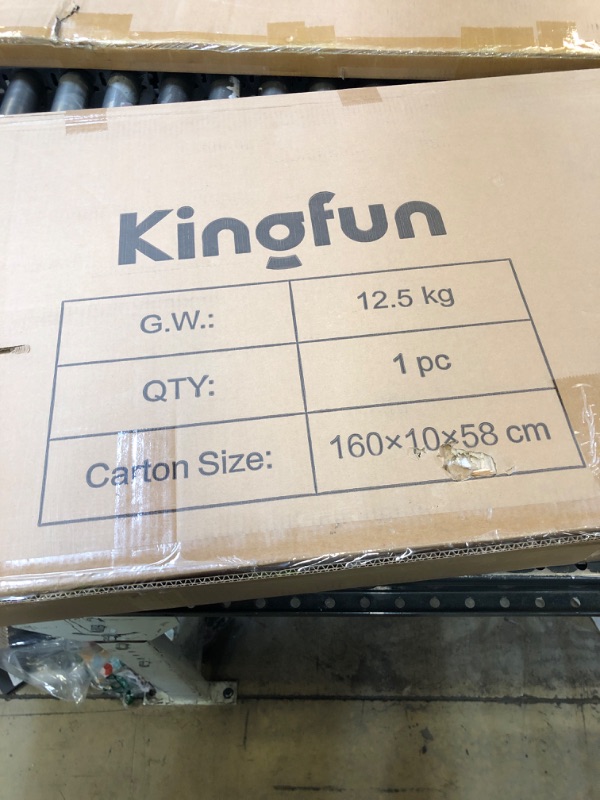 Kingfun
G.W.: 12.5 kg
QTY: 1 pc
Carton Size: 160×10×58 cm